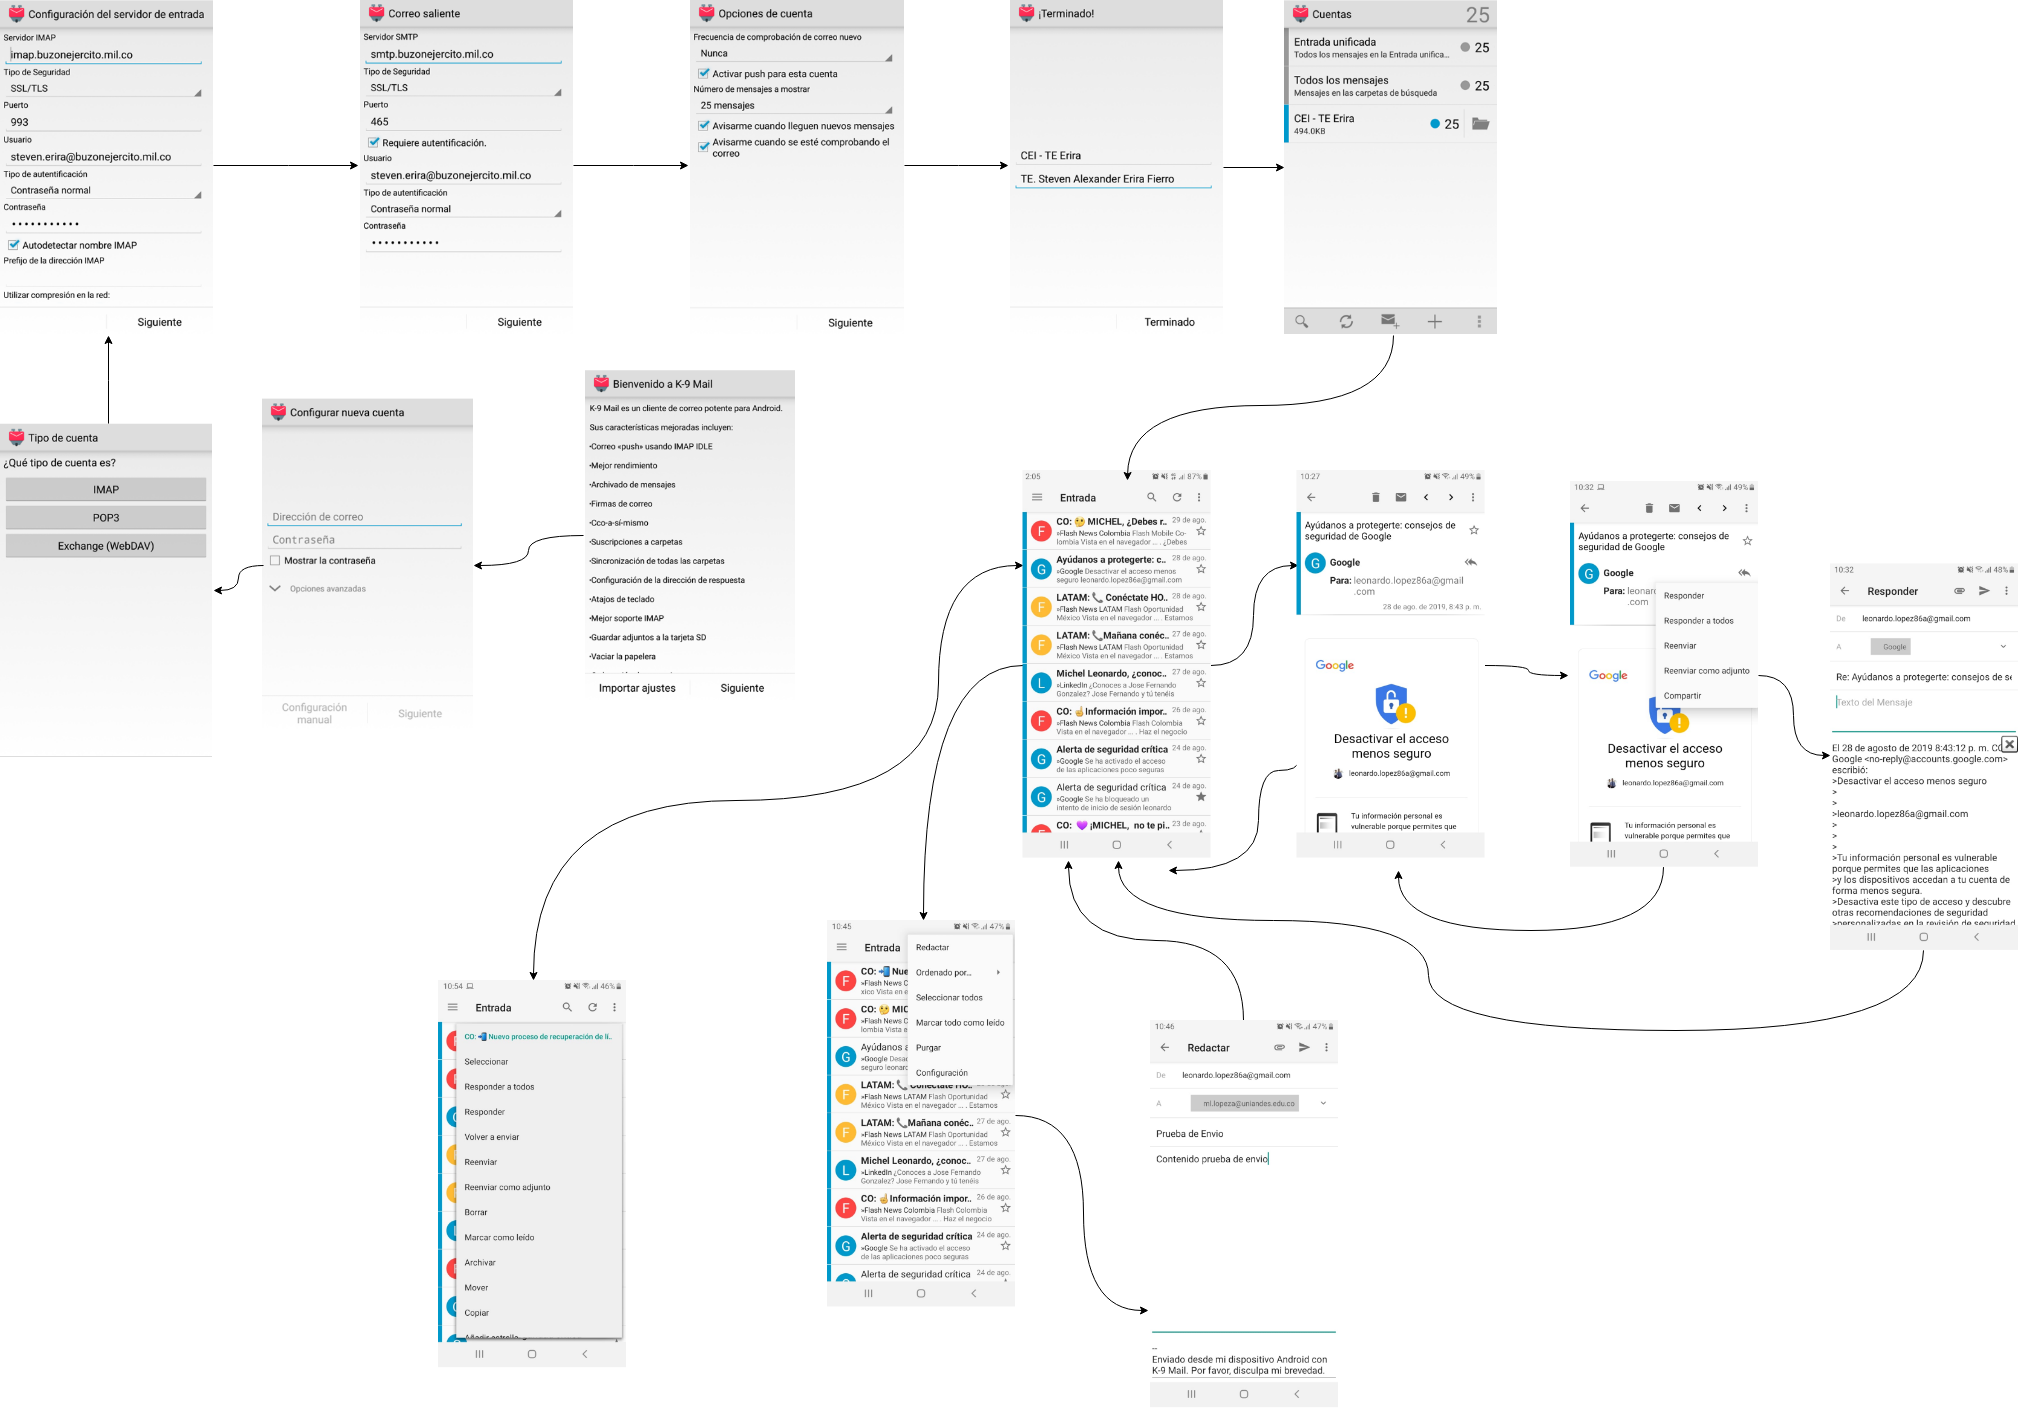 Configuración del servidor de entrada
Servidor IMAP
imap.buzonejercito.mil.co
Tipo de Seguridad
SSL/TLS
Puerto
993
Usuario
steven.erira@buzonejercito.mil.co
Tipo de autentificación
Contraseña normal
Contraseña
•••••••••••
Autodetectar nombre IMAP
Prefijo de la dirección IMAP
Utilizar compresión en la red:
Siguiente
Correo saliente
Servidor SMTP
smtp.buzonejercito.mil.co
Tipo de Seguridad
SSL/TLS
Puerto
465
Requiere autentificación.
Usuario
steven.erira@buzonejercito.mil.co
Tipo de autentificación
Contraseña normal
Contraseña
•••••••••••
Siguiente
Opciones de cuenta
Frecuencia de comprobación de correo nuevo
Nunca
Activar push para esta cuenta
Número de mensajes a mostrar
25 mensajes
Avisarme cuando lleguen nuevos mensajes
Avisarme cuando se esté comprobando el
correo
Siguiente
¡Terminado!
CEI - TE Erira
TE. Steven Alexander Erira Fierro
Terminado
Cuentas 25
Entrada unificada
Todos los mensajes en la Entrada unifica... 25
Todos los mensajes
Mensajes en las carpetas de búsqueda 25
CEI - TE Erira 25
494.0KB
Tipo de cuenta
¿Qué tipo de cuenta es?
IMAP
POP3
Exchange (WebDAV)
Configurar nueva cuenta
Dirección de correo
Contraseña
Mostrar la contraseña
Opciones avanzadas
Configuración
manual
Siguiente
Bienvenido a K-9 Mail
K-9 Mail es un cliente de correo potente para Android.
Sus características mejoradas incluyen:
•Correo «push» usando IMAP IDLE
•Mejor rendimiento
•Archivado de mensajes
•Firmas de correo
•Cco-a-sí-mismo
•Suscripciones a carpetas
•Sincronización de todas las carpetas
•Configuración de la dirección de respuesta
•Atajos de teclado
•Mejor soporte IMAP
•Guardar adjuntos a la tarjeta SD
•Vaciar la papelera
Importar ajustes Siguiente
2:05 87%
Entrada
F CO: 🤔 MICHEL, ¿Debes r.. 29 de ago.
»Flash News Colombia Flash Mobile Co-
lombia Vista en el navegador ... . ¿Debes
G Ayúdanos a protegerte: c.. 28 de ago.
»Google Desactivar el acceso menos
seguro leonardo.lopez86a@gmail.com
F LATAM: 📞 Conéctate HO.. 28 de ago.
»Flash News LATAM Flash Oportunidad
México Vista en el navegador ... . Estamos
F LATAM: 📞Mañana conéc.. 27 de ago.
»Flash News LATAM Flash Oportunidad
México Vista en el navegador ... . Estamos
L Michel Leonardo, ¿conoc.. 27 de ago.
»LinkedIn ¿Conoces a Jose Fernando
Gonzalez? Jose Fernando y tú tenéis
F CO: ☝Información impor.. 26 de ago.
»Flash News Colombia Flash Colombia
Vista en el navegador ... . Haz el negocio
G Alerta de seguridad crítica 24 de ago.
»Google Se ha activado el acceso
de las aplicaciones poco seguras
G Alerta de seguridad crítica 24 de ago.
»Google Se ha bloqueado un
intento de inicio de sesión leonardo
CO: 💜 ¡MICHEL, no te pi.. 23 de ago.
10:27 49%
Ayúdanos a protegerte: consejos de
seguridad de Google
G Google
Para: leonardo.lopez86a@gmail
.com
28 de ago. de 2019, 8:43 p. m.
Google
Desactivar el acceso
menos seguro
leonardo.lopez86a@gmail.com
Tu información personal es
vulnerable porque permites que
10:32 49%
Ayúdanos a protegerte: consejos de
seguridad de Google
G Google
Para: leonar
.com
Responder
Responder a todos
Reenviar
Reenviar como adjunto
Compartir
Google
Desactivar el acceso
menos seguro
leonardo.lopez86a@gmail.com
Tu información personal es
vulnerable porque permites que
10:32 48%
Responder
De leonardo.lopez86a@gmail.com
A Google
Re: Ayúdanos a protegerte: consejos de se
Texto del Mensaje
El 28 de agosto de 2019 8:43:12 p. m. CO
Google <no-reply@accounts.google.com>
escribió:
>Desactivar el acceso menos seguro
>
>
>leonardo.lopez86a@gmail.com
>
>
>
>Tu información personal es vulnerable
porque permites que las aplicaciones
>y los dispositivos accedan a tu cuenta de
forma menos segura.
>Desactiva este tipo de acceso y descubre
otras recomendaciones de seguridad
>personalizadas en la revisión de seguridad
10:54 46%
Entrada
CO: 📲 Nuevo proceso de recuperación de lí..
Seleccionar
Responder a todos
Responder
Volver a enviar
Reenviar
Reenviar como adjunto
Borrar
Marcar como leído
Archivar
Mover
Copiar
Añadir estrella
10:45 47%
Entrada
Redactar
Ordenado por...
Seleccionar todos
Marcar todo como leído
Purgar
Configuración
F CO: 📲 Nue
»Flash News C
xico Vista en e
F CO: 🤔 MIC
»Flash News C
lombia Vista en
G Ayúdanos a
»Google Desa
seguro leonar
F LATAM: 📞 Conéctate HO..
»Flash News LATAM Flash Oportunidad
México Vista en el navegador ... . Estamos
F LATAM: 📞Mañana conéc.. 27 de ago.
»Flash News LATAM Flash Oportunidad
México Vista en el navegador ... . Estamos
L Michel Leonardo, ¿conoc.. 27 de ago.
»LinkedIn ¿Conoces a Jose Fernando
Gonzalez? Jose Fernando y tú tenéis
F CO: ☝Información impor.. 26 de ago.
»Flash News Colombia Flash Colombia
Vista en el navegador ... . Haz el negocio
G Alerta de seguridad crítica 24 de ago.
»Google Se ha activado el acceso
de las aplicaciones poco seguras
Alerta de seguridad crítica 24 de ago.
10:46 47%
Redactar
De leonardo.lopez86a@gmail.com
A ml.lopeza@uniandes.edu.co
Prueba de Envio
Contenido prueba de envio
--
Enviado desde mi dispositivo Android con
K-9 Mail. Por favor, disculpa mi brevedad.